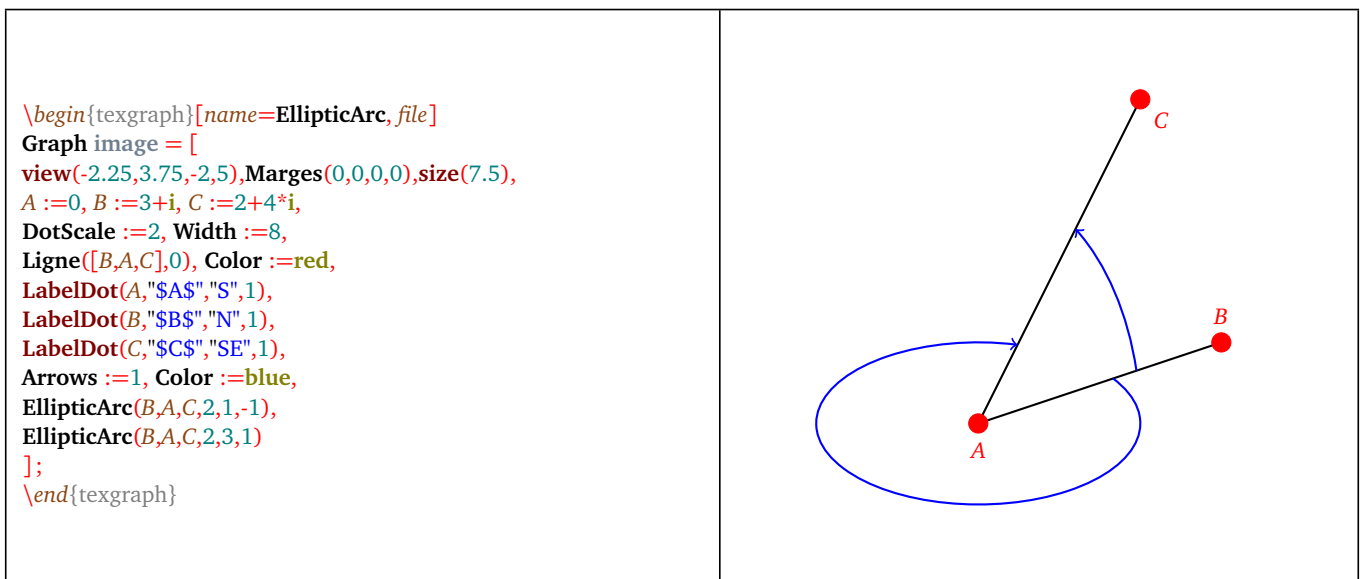 \begin{texgraph}[name=EllipticArc, file]
Graph image = [
view(-2.25,3.75,-2,5),Marges(0,0,0,0),size(7.5),
A :=0, B :=3+i, C :=2+4*i,
DotScale :=2, Width :=8,
Ligne([B,A,C],0), Color :=red,
LabelDot(A,"$A$","S",1),
LabelDot(B,"$B$","N",1),
LabelDot(C,"$C$","SE",1),
Arrows :=1, Color :=blue,
EllipticArc(B,A,C,2,1,-1),
EllipticArc(B,A,C,2,3,1)
];
\end{texgraph}
C
B
A